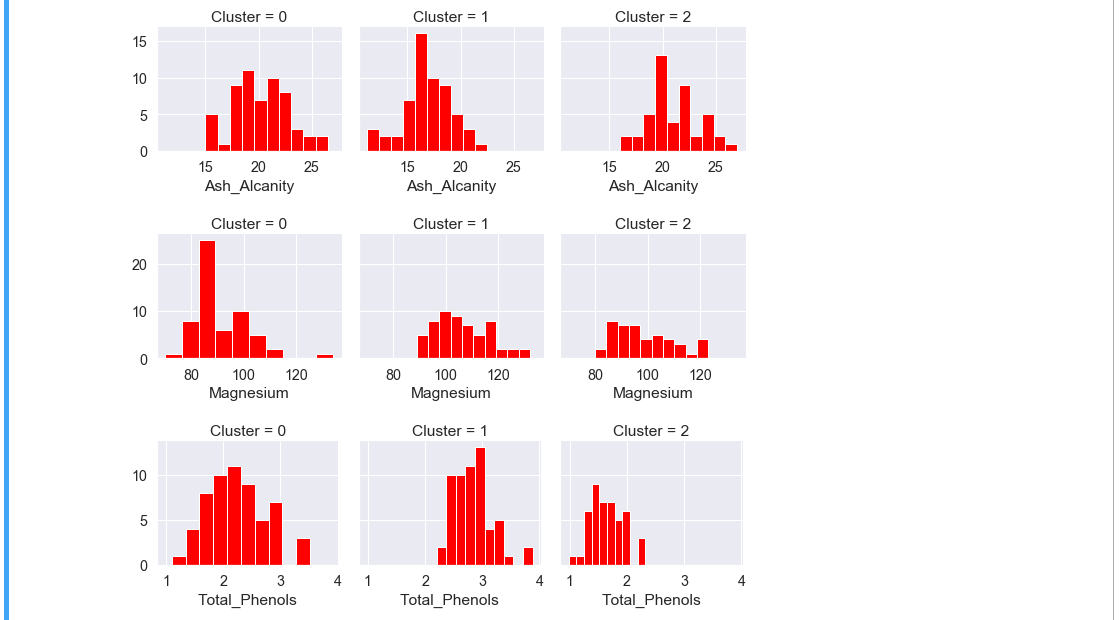 Cluster = 0 Cluster = 1 Cluster = 2
15
10
5
0
15 20 25 15 20 25 15 20 25
Ash_Alcanity Ash_Alcanity Ash_Alcanity
Cluster = 0 Cluster = 1 Cluster = 2
20
10
0
80 100 120 80 100 120 80 100 120
Magnesium Magnesium Magnesium
Cluster = 0 Cluster = 1 Cluster = 2
10
5
0
1 2 3 4 1 2 3 4 1 2 3 4
Total_Phenols Total_Phenols Total_Phenols